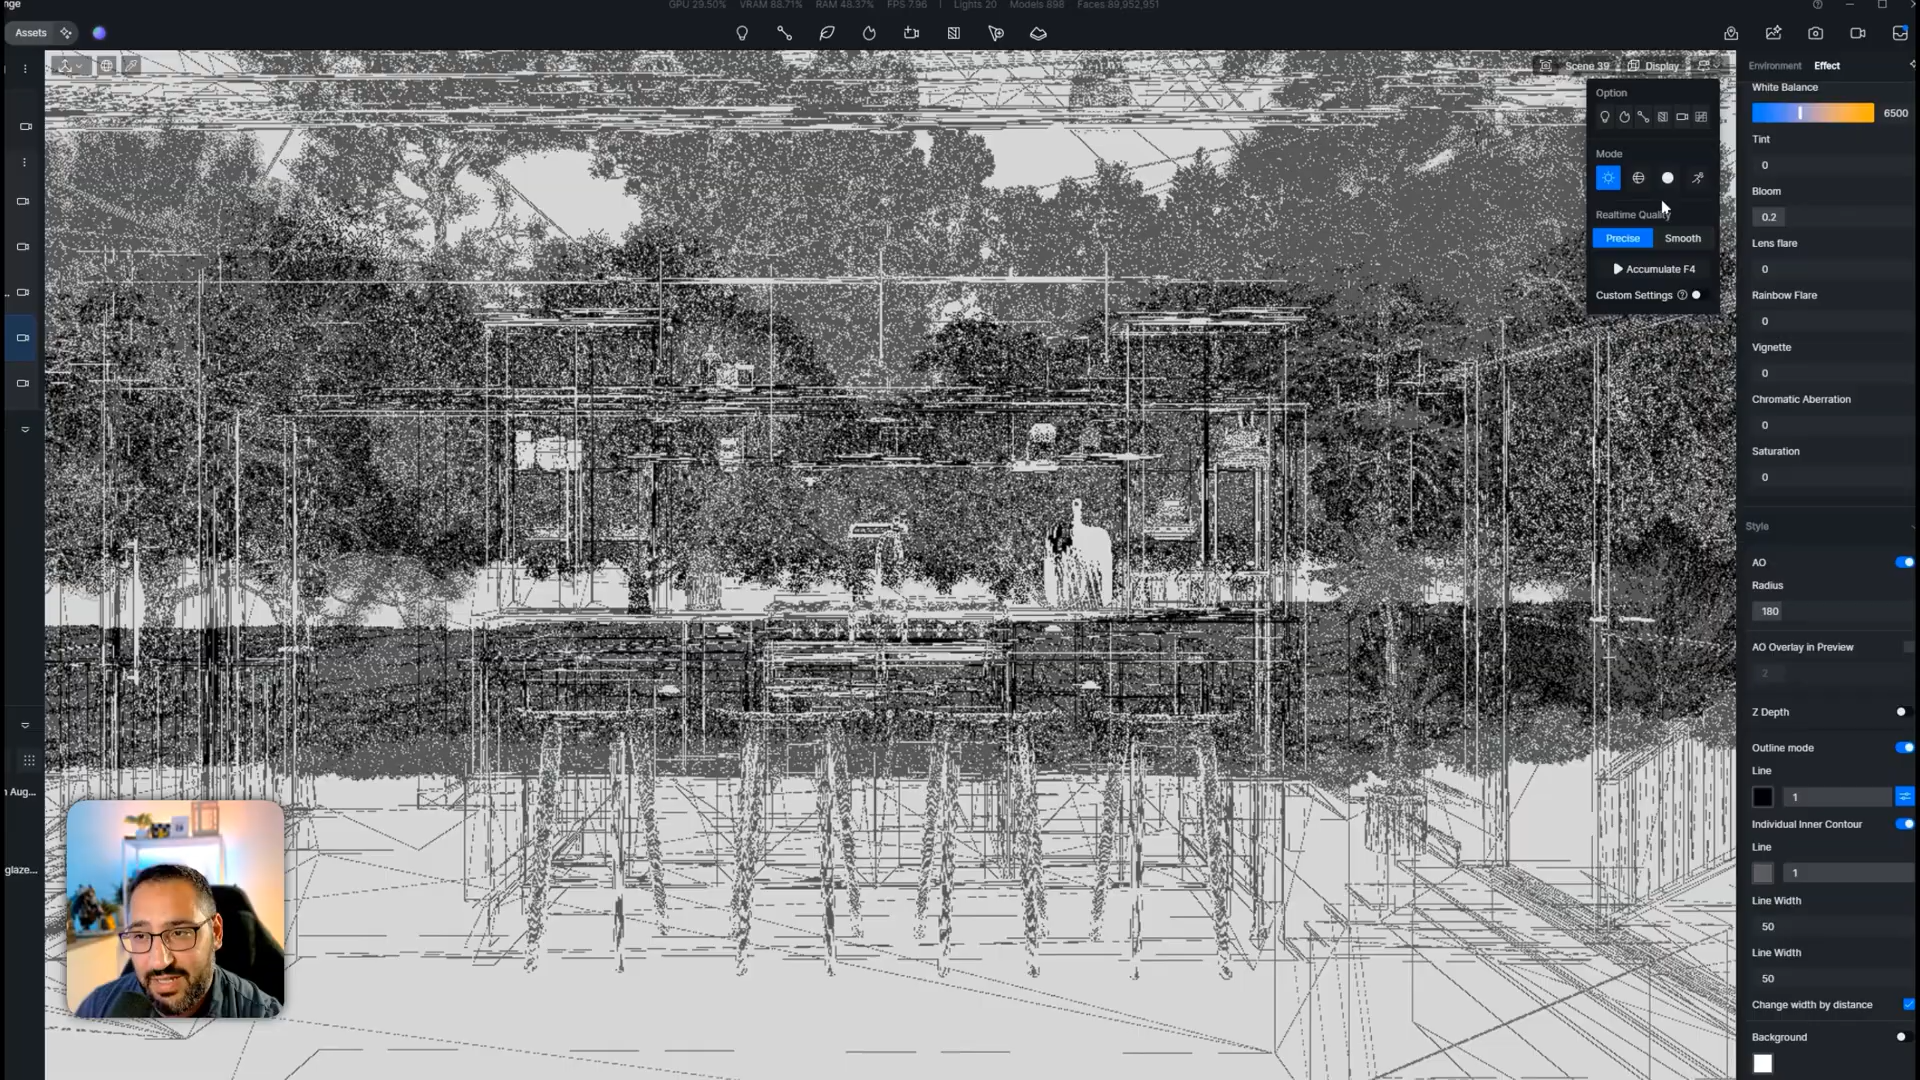 nge
GPU 29.50% VRAM 88.71% RAM 48.37% FPS 7.96 | Lights 20 Models 898 Faces 89,952,951
Assets
Scene 39 Display
Environment Effect
Option
Mode
Realtime Quality
Precise Smooth
Accumulate F4
Custom Settings
White Balance
6500
Tint
0
Bloom
0.2
Lens flare
0
Rainbow Flare
0
Vignette
0
Chromatic Aberration
0
Saturation
0
Style
AO
Radius
180
AO Overlay in Preview
2
Z Depth
Outline mode
Line
1
Individual Inner Contour
Line
1
Line Width
50
Line Width
50
Change width by distance
Background
n Aug...
glaze...